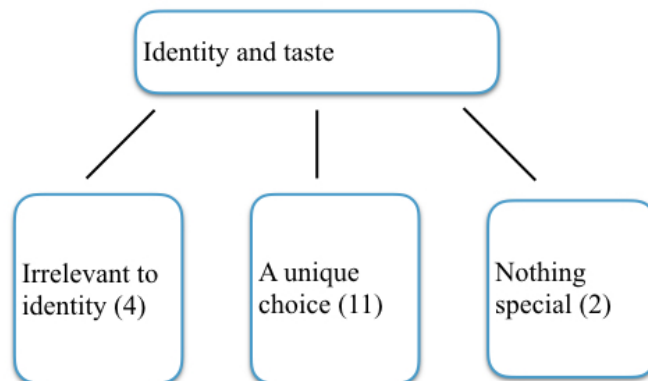 Identity and taste
Irrelevant to
identity (4)
A unique
choice (11)
Nothing
special (2)